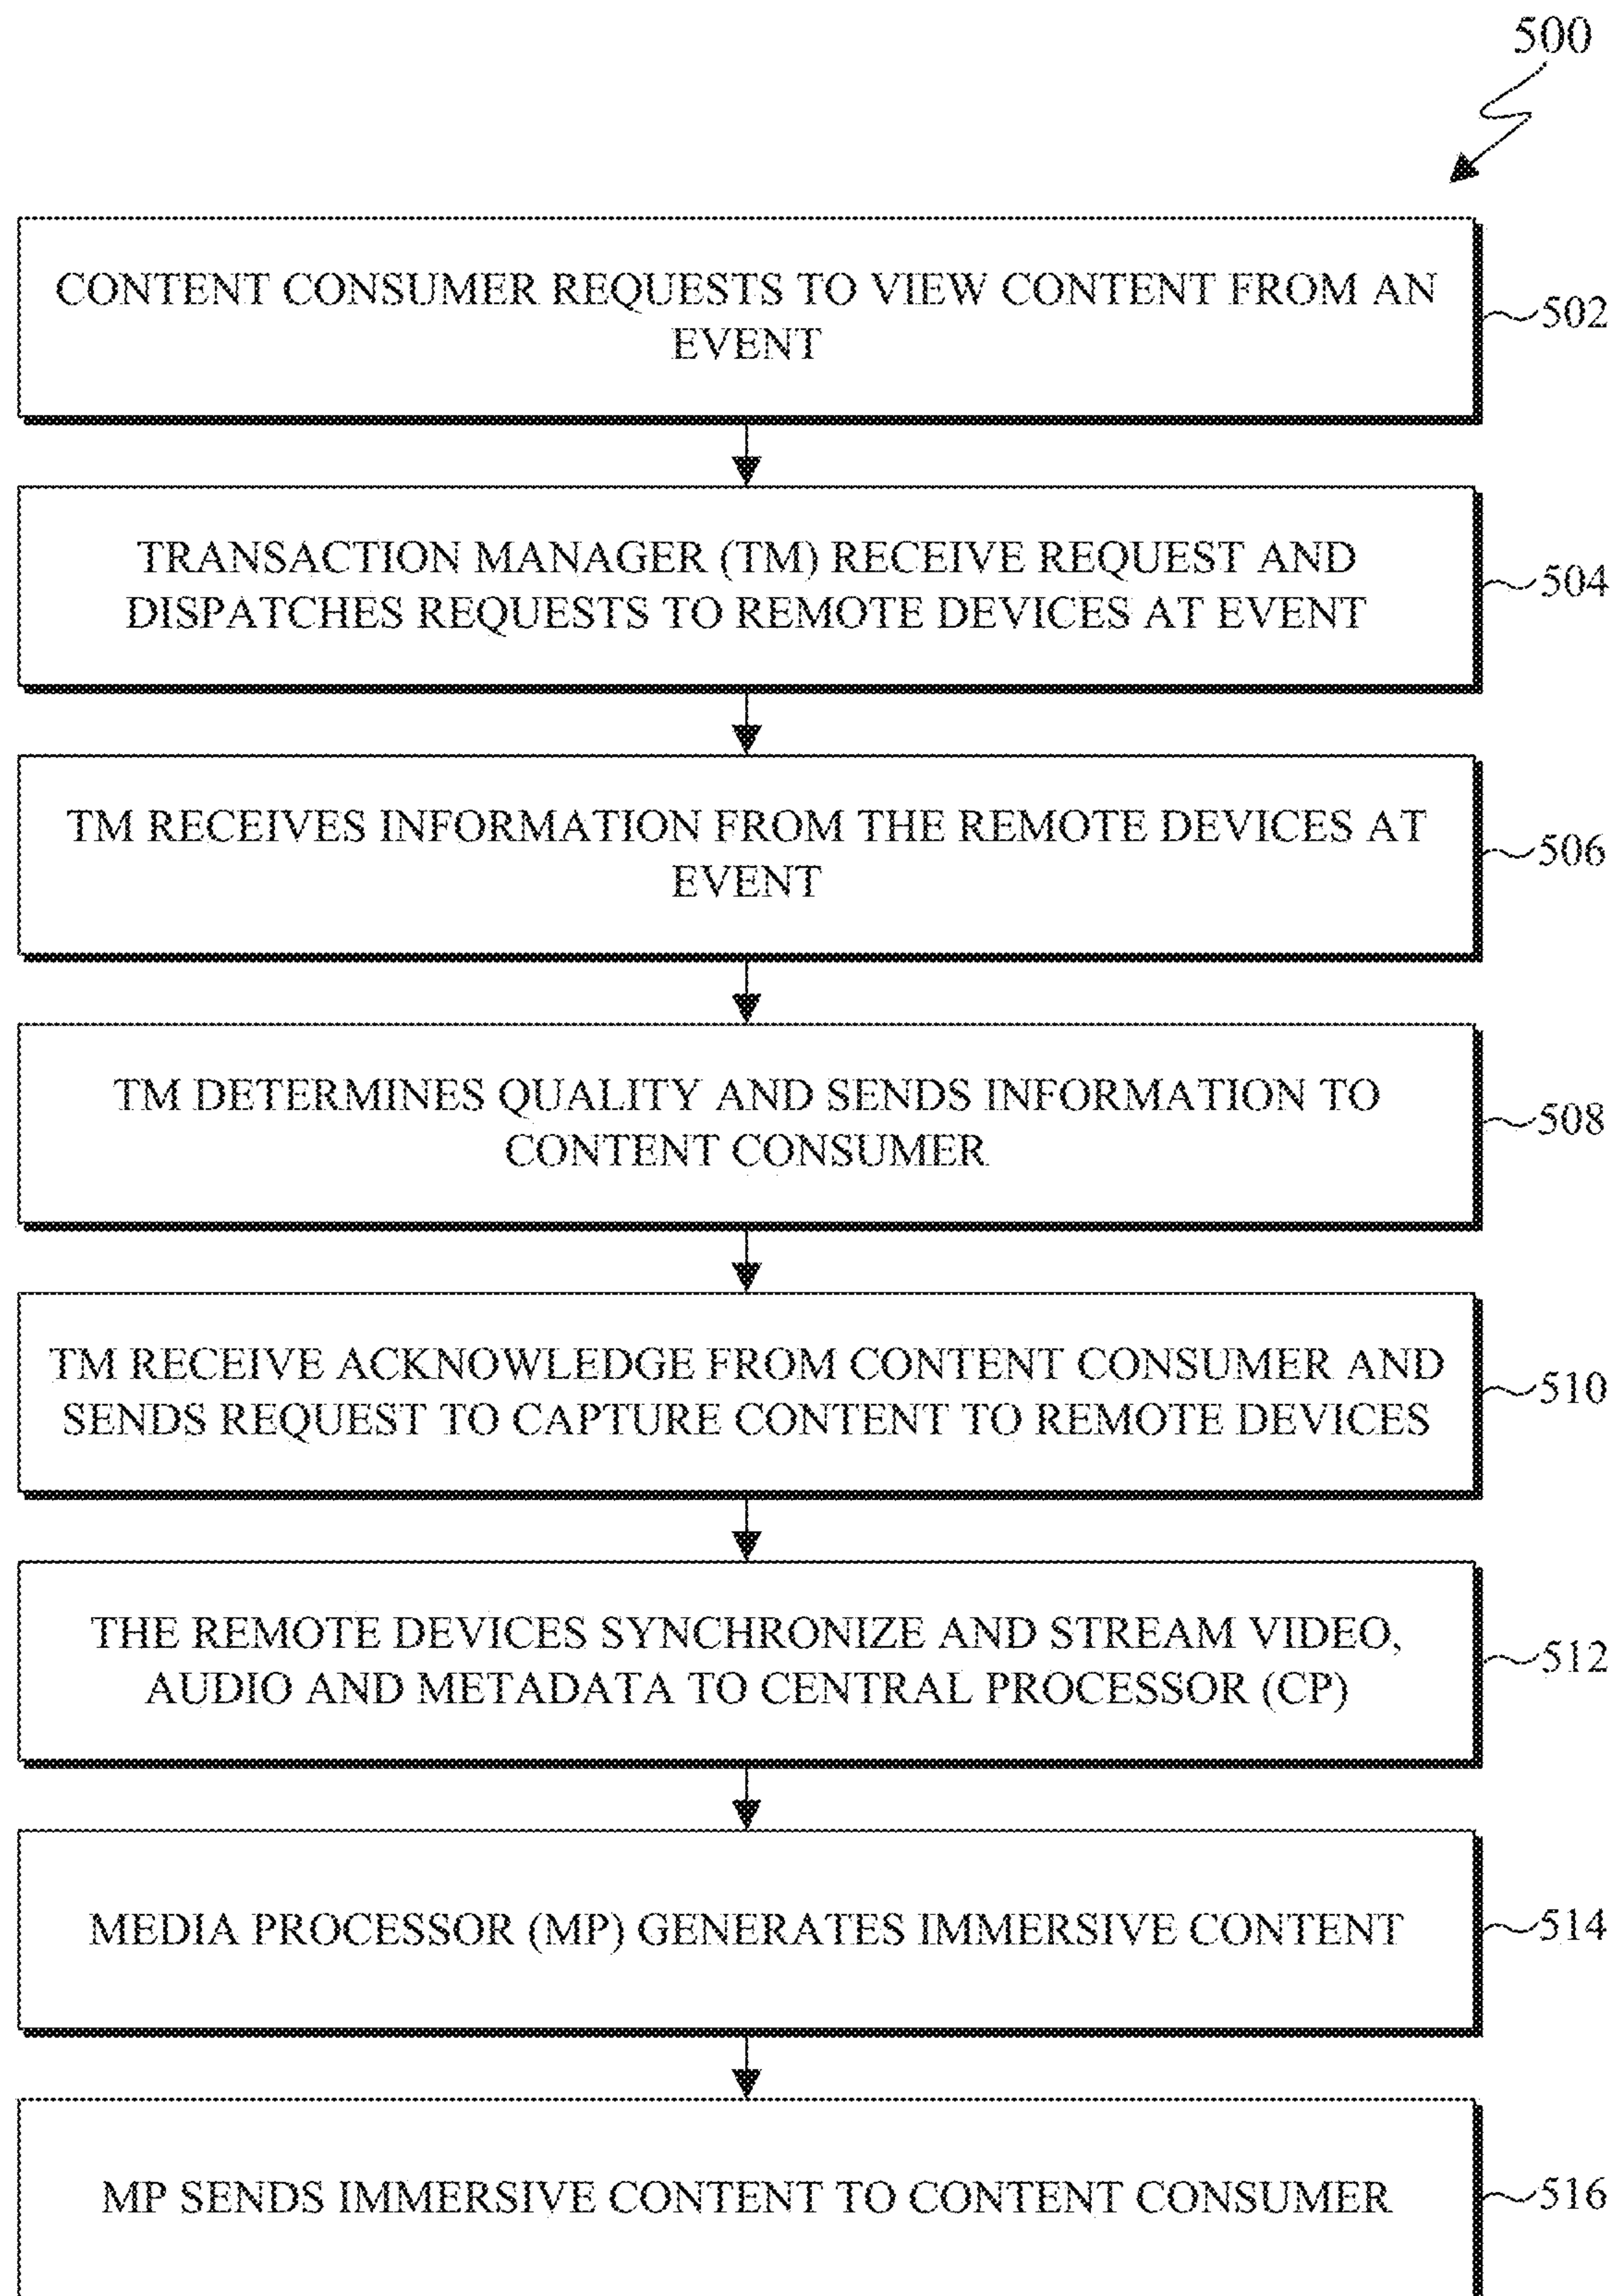 500
CONTENT CONSUMER REQUESTS TO VIEW CONTENT FROM AN
EVENT
502
TRANSACTION MANAGER (TM) RECEIVE REQUEST AND
DISPATCHES REQUESTS TO REMOTE DEVICES AT EVENT
504
TM RECEIVES INFORMATION FROM THE REMOTE DEVICES AT
EVENT
506
TM DETERMINES QUALITY AND SENDS INFORMATION TO
CONTENT CONSUMER
508
TM RECEIVE ACKNOWLEDGE FROM CONTENT CONSUMER AND
SENDS REQUEST TO CAPTURE CONTENT TO REMOTE DEVICES
510
THE REMOTE DEVICES SYNCHRONIZE AND STREAM VIDEO,
AUDIO AND METADATA TO CENTRAL PROCESSOR (CP)
512
MEDIA PROCESSOR (MP) GENERATES IMMERSIVE CONTENT
514
MP SENDS IMMERSIVE CONTENT TO CONTENT CONSUMER
516